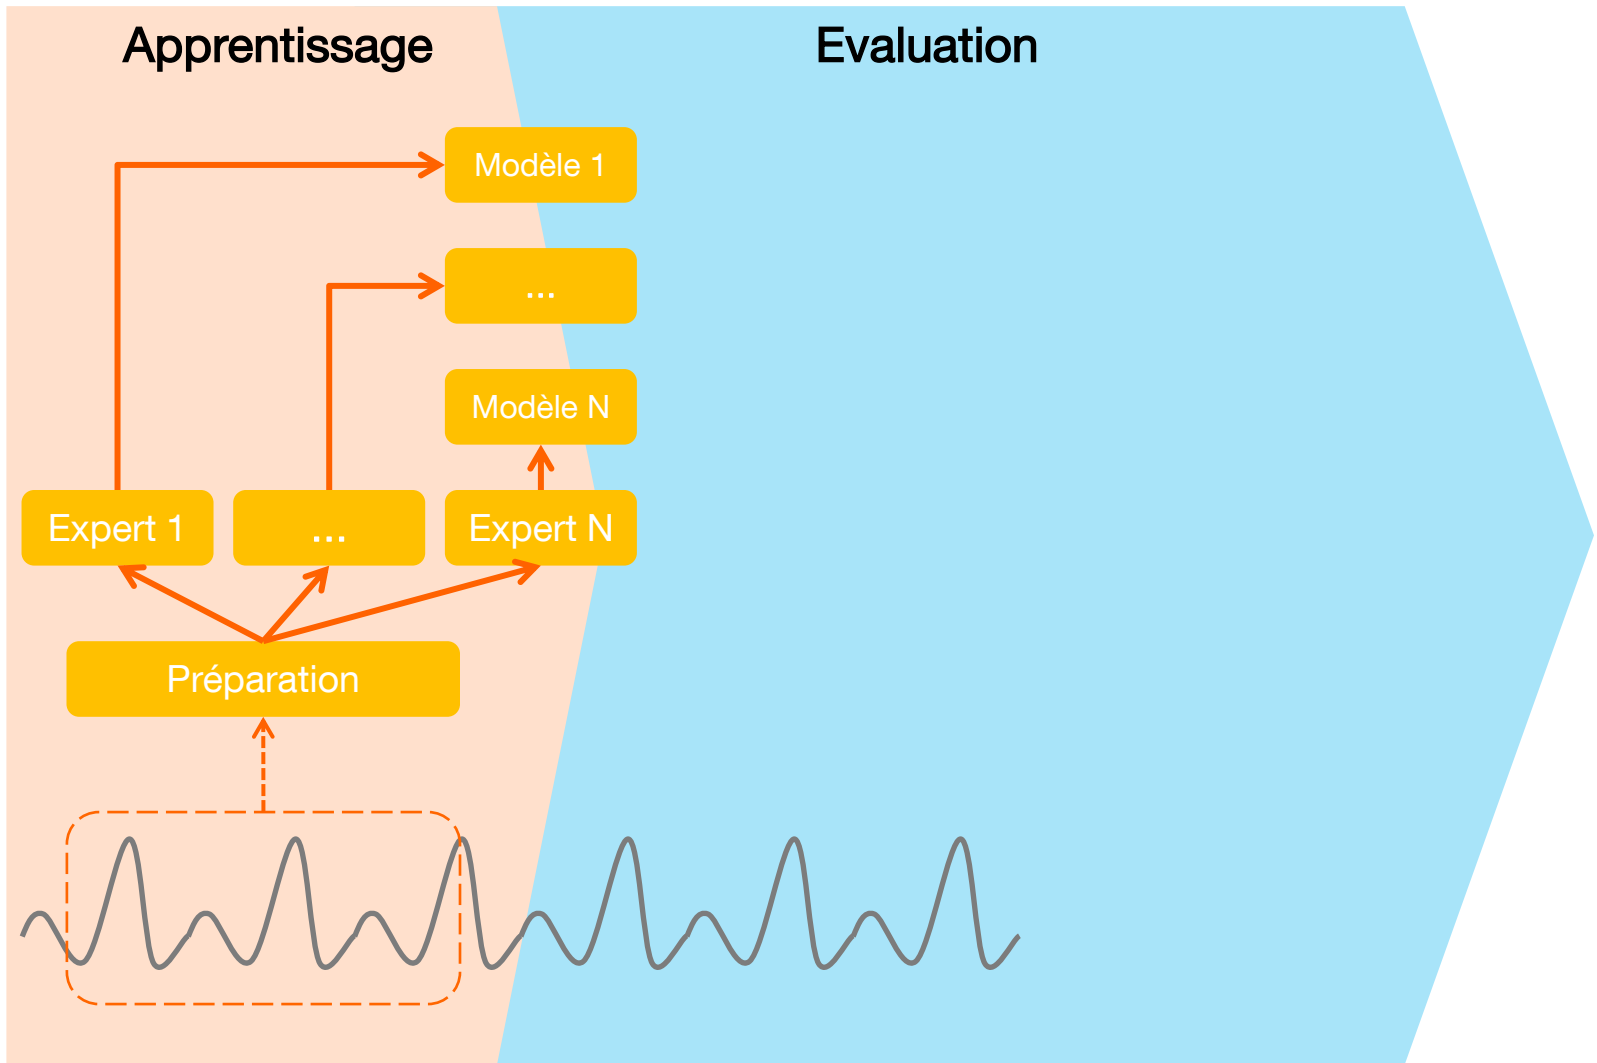 Apprentissage
Evaluation
Modèle 1
...
Modèle N
Expert 1
...
Expert N
Préparation